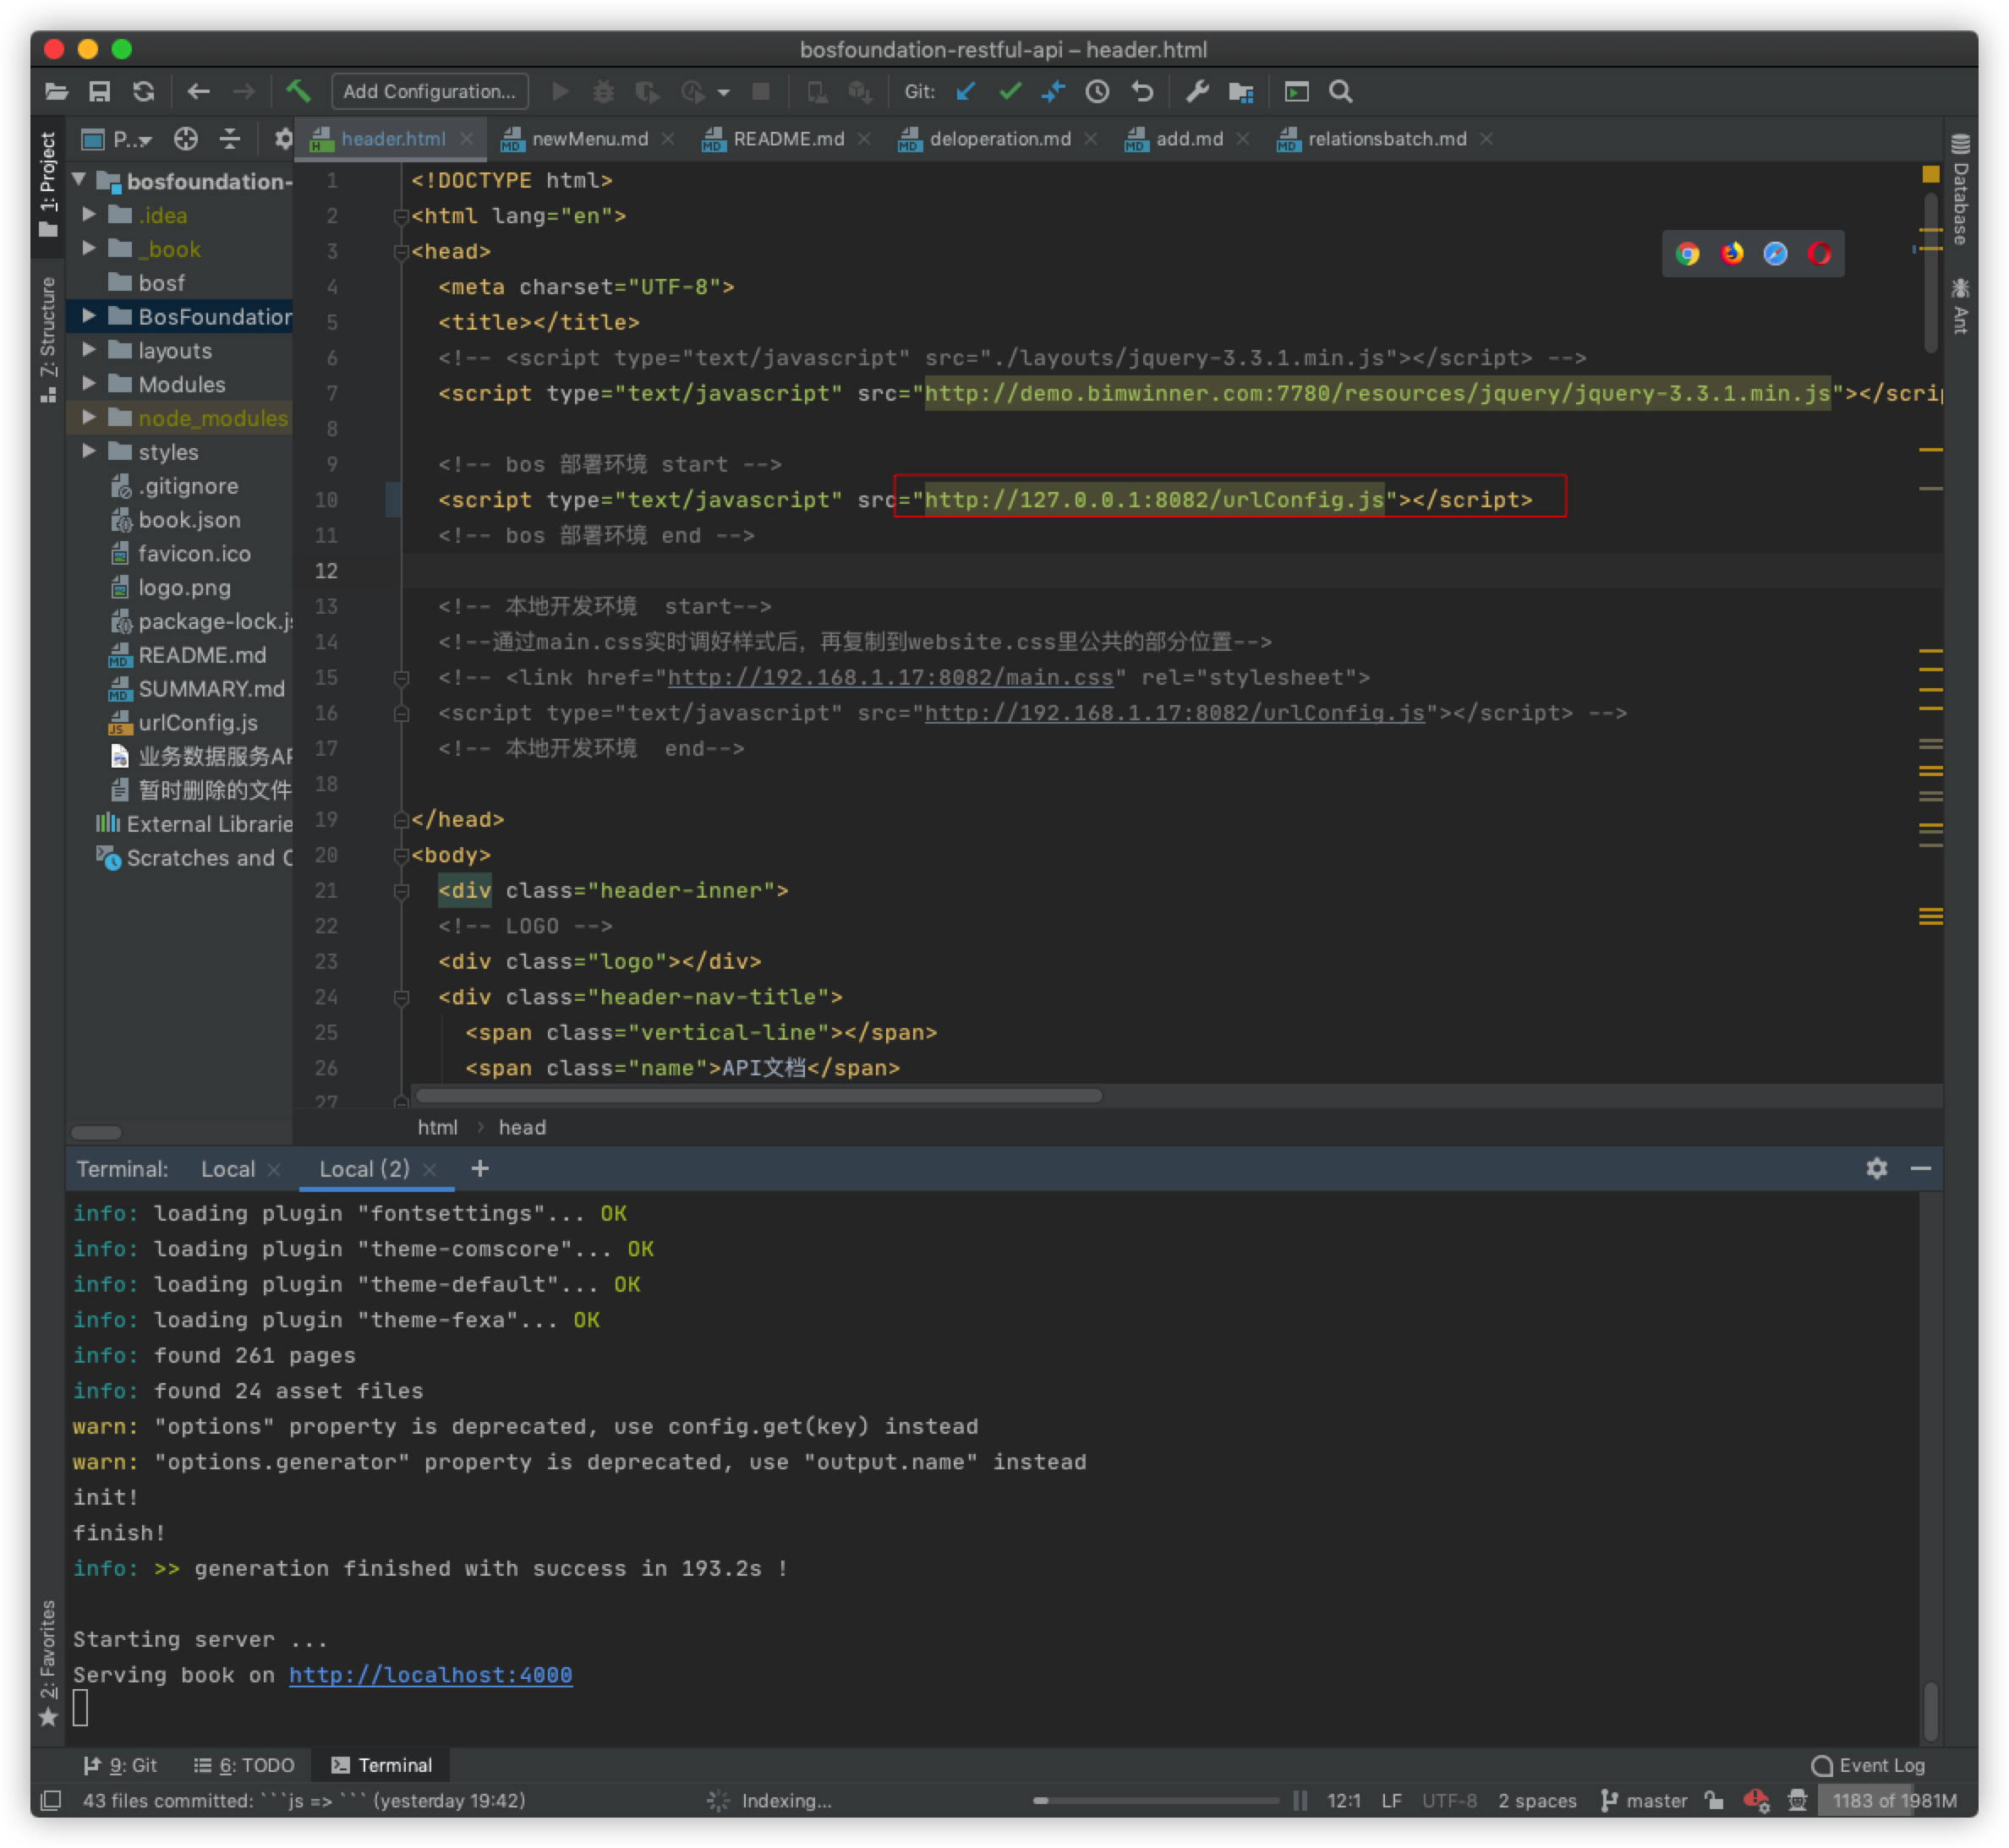 bosfoundation-restful-api – header.html
Add Configuration...
Git:
P...
header.html
newMenu.md
README.md
deloperation.md
add.md
relationsbatch.md
1: Project
7: Structure
2: Favorites
Database
Ant
bosfoundation-
.idea
_book
bosf
BosFoundation
layouts
Modules
node_modules
styles
.gitignore
book.json
favicon.ico
logo.png
package-lock.js
README.md
SUMMARY.md
urlConfig.js
业务数据服务AP
暂时删除的文件
External Librarie
Scratches and C
1 <!DOCTYPE html>
2 <html lang="en">
3 <head>
4 <meta charset="UTF-8">
5 <title></title>
6 <!-- <script type="text/javascript" src="./layouts/jquery-3.3.1.min.js"></script> -->
7 <script type="text/javascript" src="http://demo.bimwinner.com:7780/resources/jquery/jquery-3.3.1.min.js"></scrip
8
9 <!-- bos 部署环境 start -->
10 <script type="text/javascript" src="http://127.0.0.1:8082/urlConfig.js"></script>
11 <!-- bos 部署环境 end -->
12
13 <!-- 本地开发环境  start-->
14 <!--通过main.css实时调好样式后，再复制到website.css里公共的部分位置-->
15 <!-- <link href="http://192.168.1.17:8082/main.css" rel="stylesheet">
16 <script type="text/javascript" src="http://192.168.1.17:8082/urlConfig.js"></script> -->
17 <!-- 本地开发环境  end-->
18
19 </head>
20 <body>
21 <div class="header-inner">
22 <!-- LOGO -->
23 <div class="logo"></div>
24 <div class="header-nav-title">
25 <span class="vertical-line"></span>
26 <span class="name">API文档</span>
27
html › head
Terminal: Local Local (2) +
info: loading plugin "fontsettings"... OK
info: loading plugin "theme-comscore"... OK
info: loading plugin "theme-default"... OK
info: loading plugin "theme-fexa"... OK
info: found 261 pages
info: found 24 asset files
warn: "options" property is deprecated, use config.get(key) instead
warn: "options.generator" property is deprecated, use "output.name" instead
init!
finish!
info: >> generation finished with success in 193.2s !
Starting server ...
Serving book on http://localhost:4000
9: Git 6: TODO Terminal Event Log
43 files committed: ```js => ``` (yesterday 19:42) Indexing... 12:1 LF UTF-8 2 spaces master 1183 of 1981M